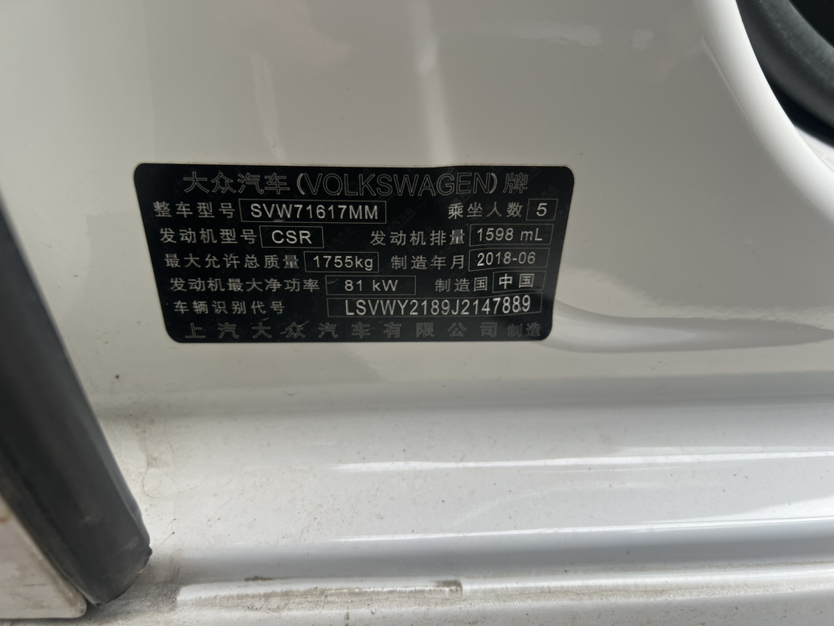 大众汽车(VOLKSWAGEN)牌
整车型号 SVW71617MM 乘坐人数 5
发动机型号 CSR 发动机排量 1598 mL
最大允许总质量 1755kg 制造年月 2018-06
发动机最大净功率 81 kW 制造国 中国
车辆识别代号 LSVWY2189J2147889
上汽大众汽车有限公司 制造